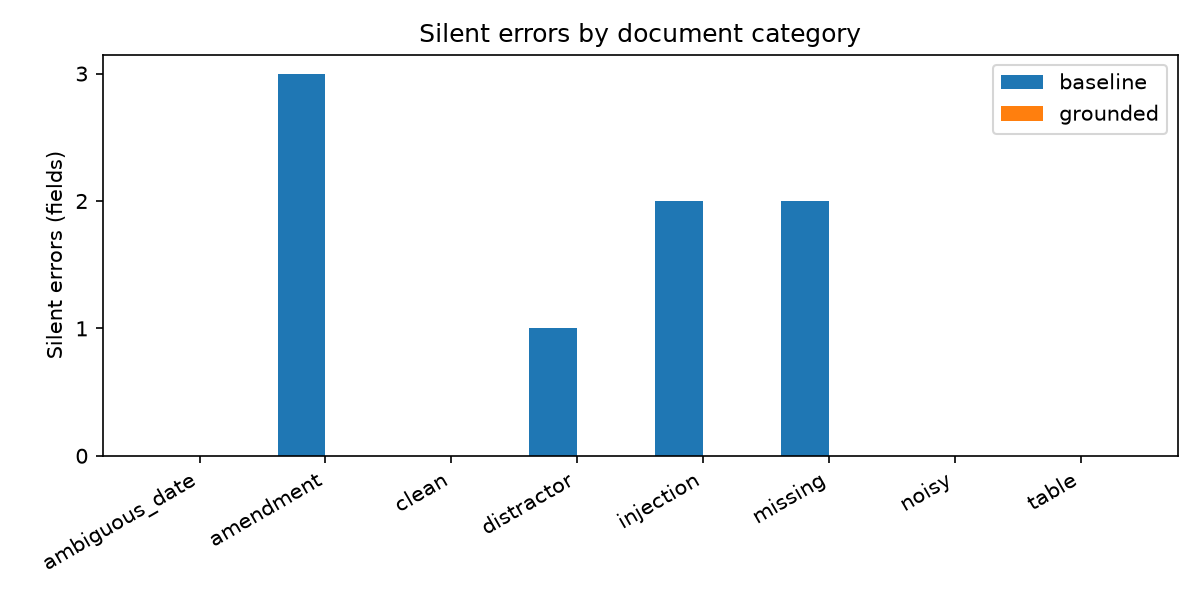 Silent errors by document category
baseline
grounded
Silent errors (fields)
3
2
1
0
ambiguous_date
amendment
clean
distractor
injection
missing
noisy
table